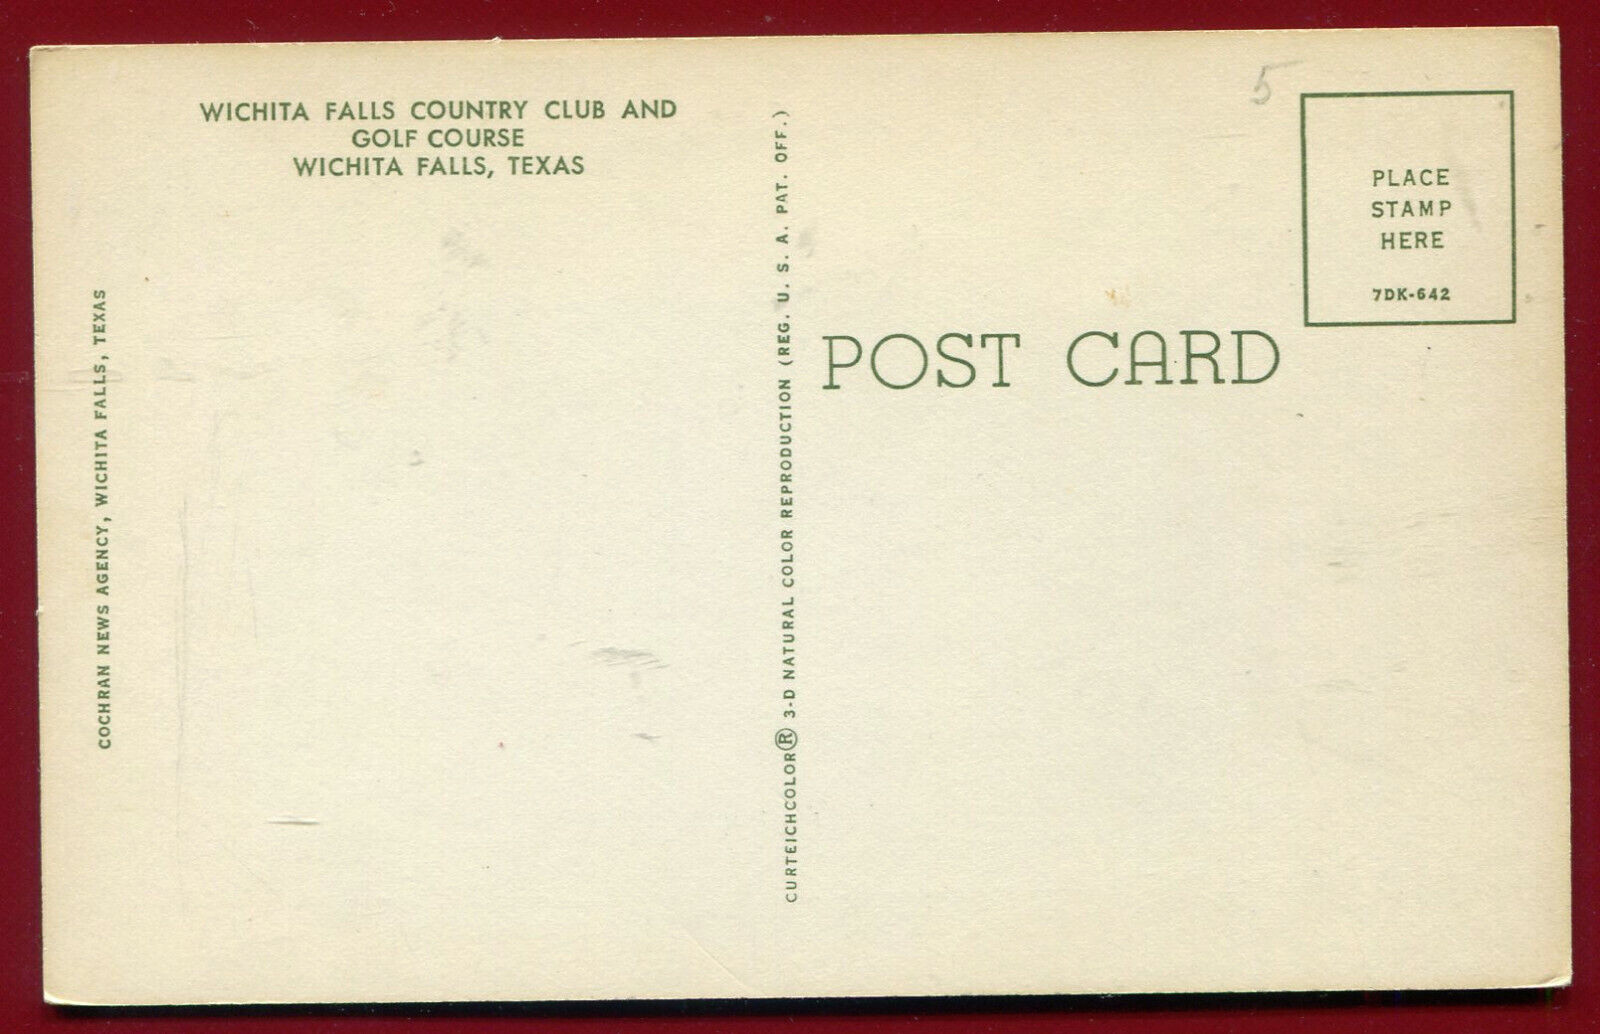 WICHITA FALLS COUNTRY CLUB AND
GOLF COURSE
WICHITA FALLS, TEXAS
COCHRAN NEWS AGENCY, WICHITA FALLS, TEXAS
CURTEICHCOLOR® 3-D NATURAL COLOR REPRODUCTION (REG. U. S. A. PAT. OFF.)
POST CARD
5
PLACE
STAMP
HERE
7DK-642